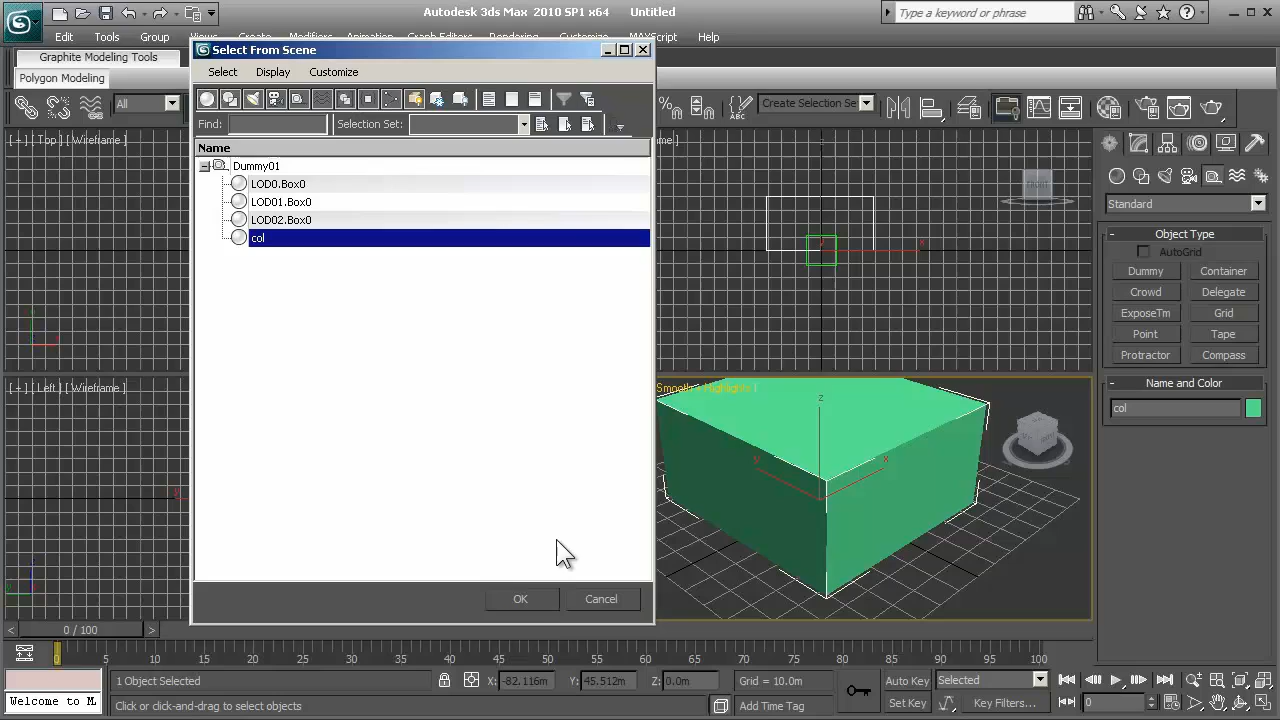 Autodesk 3ds Max 2010 SP1 x64 Untitled
Type a keyword or phrase
Edit Tools Group
Graphite Modeling Tools
Polygon Modeling
All
Create Selection Se
Select From Scene
Select Display Customize
Find: Selection Set:
Name
Dummy01
LOD0.Box0
LOD01.Box0
LOD02.Box0
col
OK Cancel
[ + ] [ Top ] [ Wireframe ]
[ + ] [ Left ] [ Wireframe ]
FRONT
x
z
y
x
Standard
- Object Type
AutoGrid
Dummy Container
Crowd Delegate
ExposeTm Grid
Point Tape
Protractor Compass
- Name and Color
col
< 0 / 100 >
0 5 10 15 20 25 30 35 40 45 50 55 60 65 70 75 80 85 90 95 100
1 Object Selected X: -82.116m Y: 45.512m Z: 0.0m Grid = 10.0m Auto Key Selected
Welcome to M Click or click-and-drag to select objects Add Time Tag Set Key Key Filters... 0